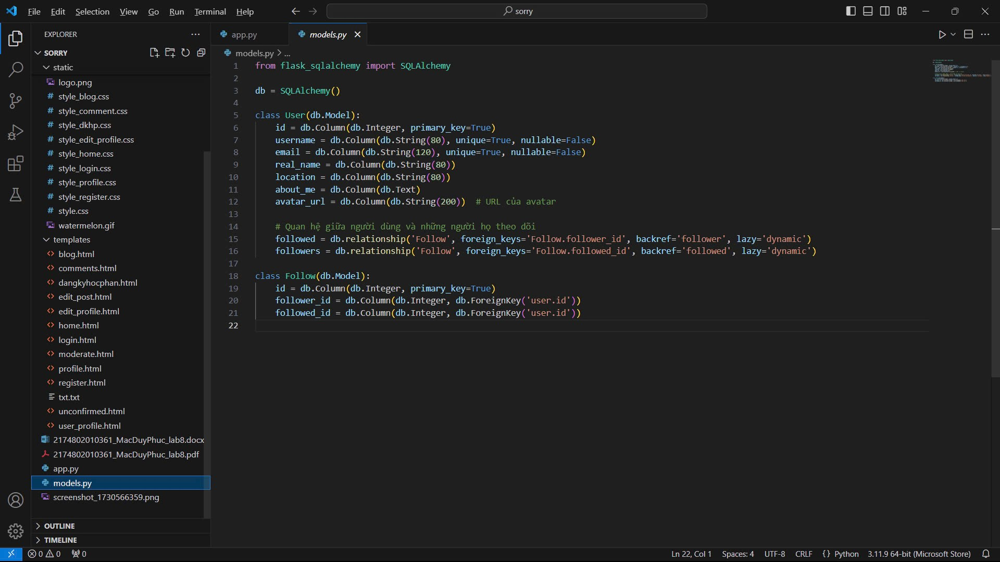 File Edit Selection View Go Run Terminal Help
sorry
EXPLORER
SORRY
static
logo.png
style_blog.css
style_comment.css
style_dkhp.css
style_edit_profile.css
style_home.css
style_login.css
style_profile.css
style_register.css
style.css
watermelon.gif
templates
blog.html
comments.html
dangkyhocphan.html
edit_post.html
edit_profile.html
home.html
login.html
moderate.html
profile.html
register.html
txt.txt
unconfirmed.html
user_profile.html
2174802010361_MacDuyPhuc_lab8.docx
2174802010361_MacDuyPhuc_lab8.pdf
app.py
models.py
screenshot_1730566359.png
OUTLINE
TIMELINE
app.py models.py
models.py > ...
1 from flask_sqlalchemy import SQLAlchemy
2
3 db = SQLAlchemy()
4
5 class User(db.Model):
6 id = db.Column(db.Integer, primary_key=True)
7 username = db.Column(db.String(80), unique=True, nullable=False)
8 email = db.Column(db.String(120), unique=True, nullable=False)
9 real_name = db.Column(db.String(80))
10 location = db.Column(db.String(80))
11 about_me = db.Column(db.Text)
12 avatar_url = db.Column(db.String(200)) # URL của avatar
13
14 # Quan hệ giữa người dùng và những người họ theo dõi
15 followed = db.relationship('Follow', foreign_keys='Follow.follower_id', backref='follower', lazy='dynamic')
16 followers = db.relationship('Follow', foreign_keys='Follow.followed_id', backref='followed', lazy='dynamic')
17
18 class Follow(db.Model):
19 id = db.Column(db.Integer, primary_key=True)
20 follower_id = db.Column(db.Integer, db.ForeignKey('user.id'))
21 followed_id = db.Column(db.Integer, db.ForeignKey('user.id'))
22
0 0 0 Ln 22, Col 1 Spaces: 4 UTF-8 CRLF {} Python 3.11.9 64-bit (Microsoft Store)